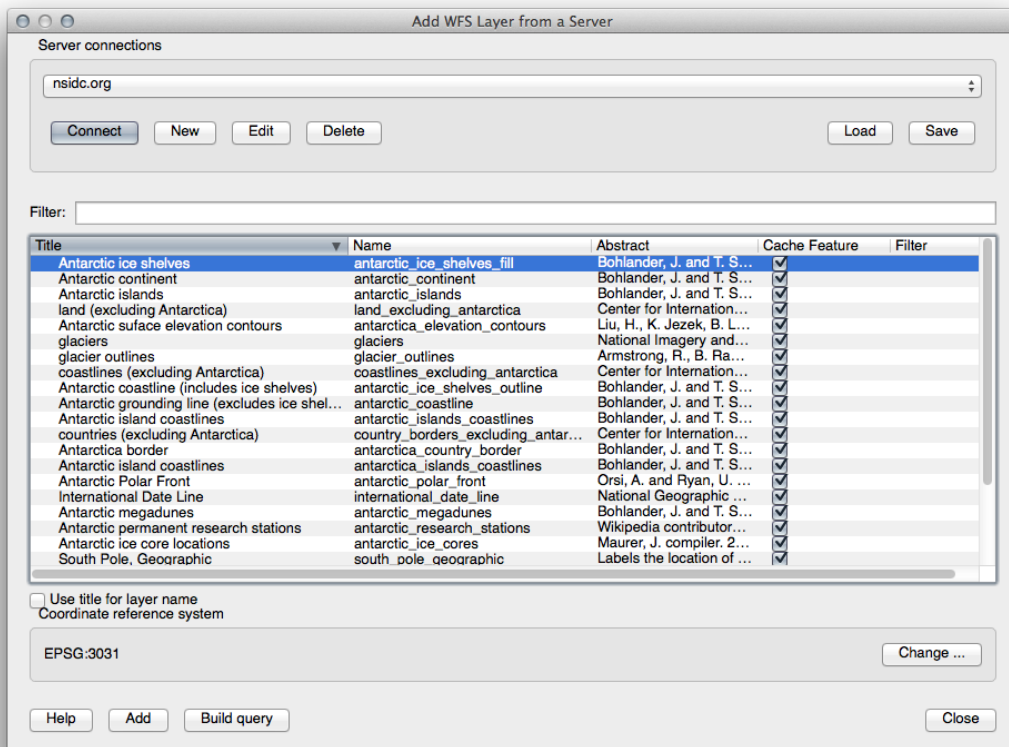 Add WFS Layer from a Server
Server connections
nsidc.org
Connect New Edit Delete Load Save
Filter:
Title Name Abstract Cache Feature Filter
Antarctic ice shelves antarctic_ice_shelves_fill Bohlander, J. and T. S...
Antarctic continent antarctic_continent Bohlander, J. and T. S...
Antarctic islands antarctic_islands Bohlander, J. and T. S...
land (excluding Antarctica) land_excluding_antarctica Center for Internation...
Antarctic suface elevation contours antarctica_elevation_contours Liu, H., K. Jezek, B. L...
glaciers glaciers National Imagery and...
glacier outlines glacier_outlines Armstrong, R., B. Ra...
coastlines (excluding Antarctica) coastlines_excluding_antarctica Center for Internation...
Antarctic coastline (includes ice shelves) antarctic_ice_shelves_outline Bohlander, J. and T. S...
Antarctic grounding line (excludes ice shel... antarctic_coastline Bohlander, J. and T. S...
Antarctic island coastlines antarctic_islands_coastlines Bohlander, J. and T. S...
countries (excluding Antarctica) country_borders_excluding_antar... Center for Internation...
Antarctica border antarctica_country_border Bohlander, J. and T. S...
Antarctic island coastlines antarctica_islands_coastlines Bohlander, J. and T. S...
Antarctic Polar Front antarctic_polar_front Orsi, A. and Ryan, U. ...
International Date Line international_date_line National Geographic ...
Antarctic megadunes antarctic_megadunes Bohlander, J. and T. S...
Antarctic permanent research stations antarctic_research_stations Wikipedia contributor...
Antarctic ice core locations antarctic_ice_cores Maurer, J. compiler. 2...
South Pole, Geographic south_pole_geographic Labels the location of ...
Use title for layer name
Coordinate reference system
EPSG:3031 Change ...
Help Add Build query Close